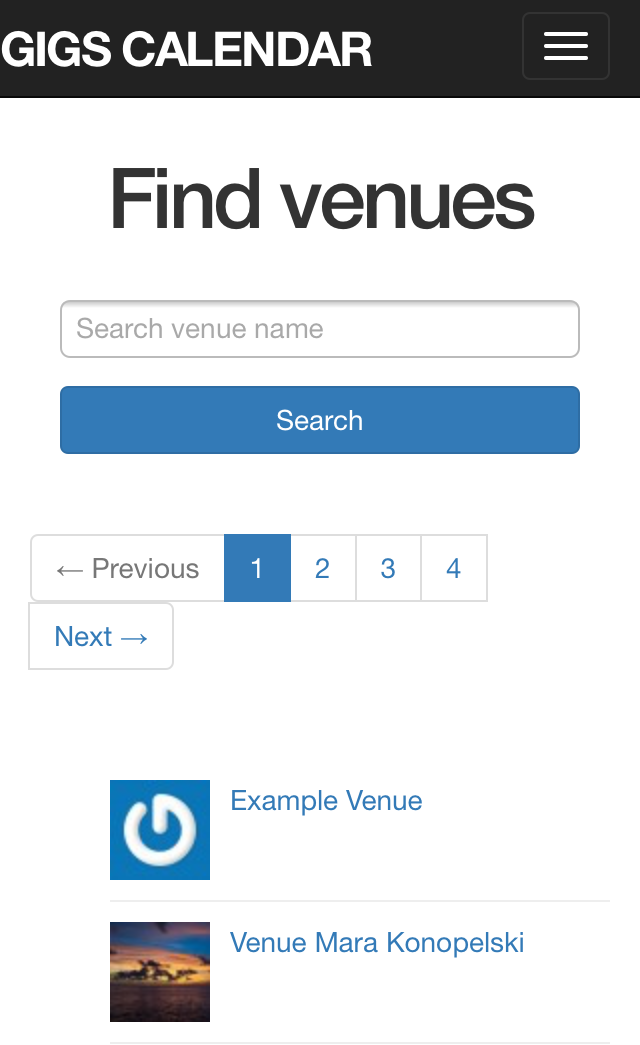 GIGS CALENDAR
Find venues
Search venue name
Search
← Previous 1 2 3 4
Next →
Example Venue
Venue Mara Konopelski